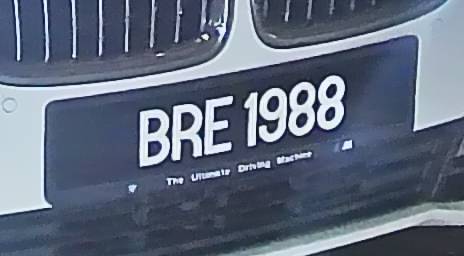 BRE 1988
The Ultimate Driving Machine